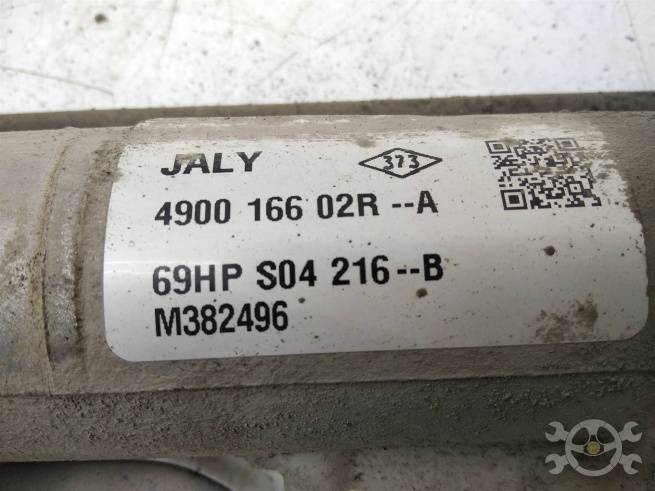 JALY
373
4900 166 02R --A
69HP S04 216--B
M382496